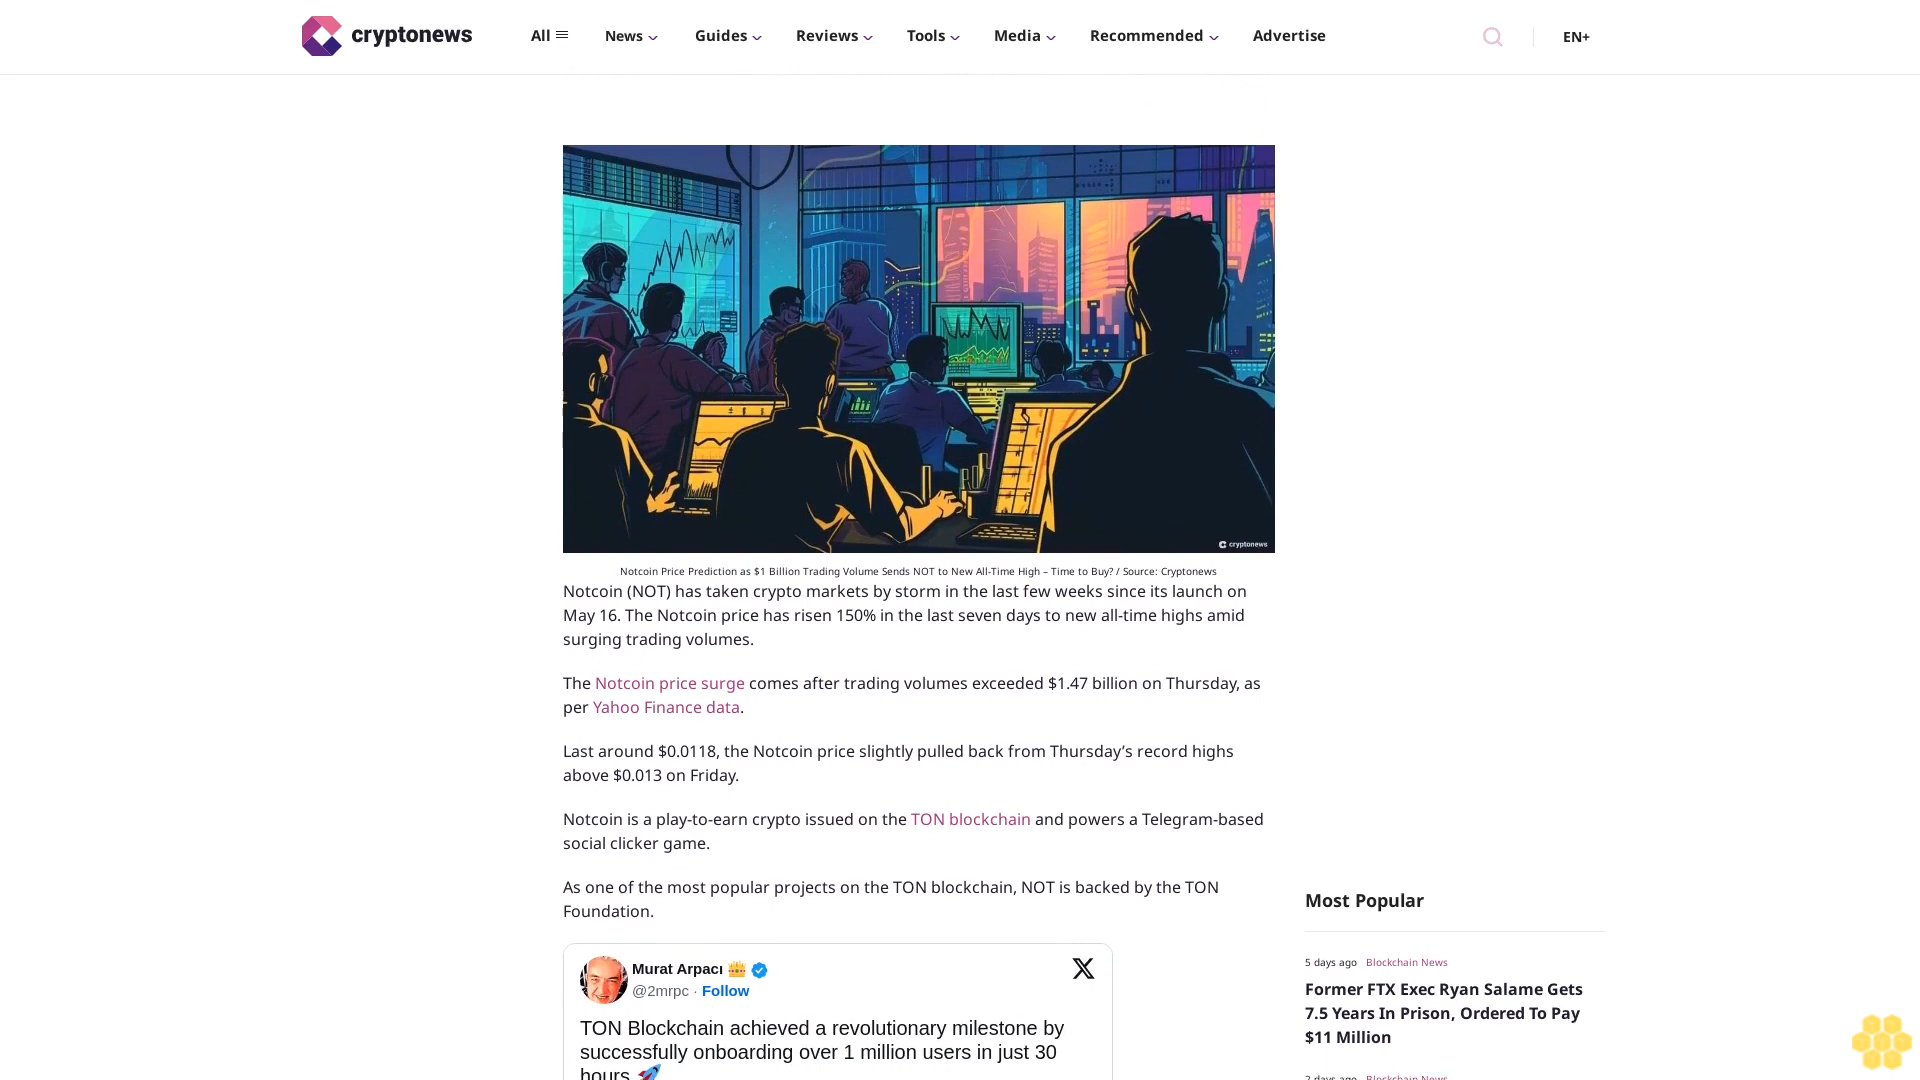 cryptonews
All
News
Guides
Reviews
Tools
Media
Recommended
Advertise
EN+
cryptonews
Notcoin Price Prediction as $1 Billion Trading Volume Sends NOT to New All-Time High – Time to Buy? / Source: Cryptonews
Notcoin (NOT) has taken crypto markets by storm in the last few weeks since its launch on
May 16. The Notcoin price has risen 150% in the last seven days to new all-time highs amid
surging trading volumes.
The Notcoin price surge comes after trading volumes exceeded $1.47 billion on Thursday, as
per Yahoo Finance data.
Last around $0.0118, the Notcoin price slightly pulled back from Thursday’s record highs
above $0.013 on Friday.
Notcoin is a play-to-earn crypto issued on the TON blockchain and powers a Telegram-based
social clicker game.
As one of the most popular projects on the TON blockchain, NOT is backed by the TON
Foundation.
Murat Arpacı 👑
@2mrpc · Follow
TON Blockchain achieved a revolutionary milestone by
successfully onboarding over 1 million users in just 30
hours 🚀
Most Popular
5 days ago Blockchain News
Former FTX Exec Ryan Salame Gets
7.5 Years In Prison, Ordered To Pay
$11 Million
2 days ago Blockchain News